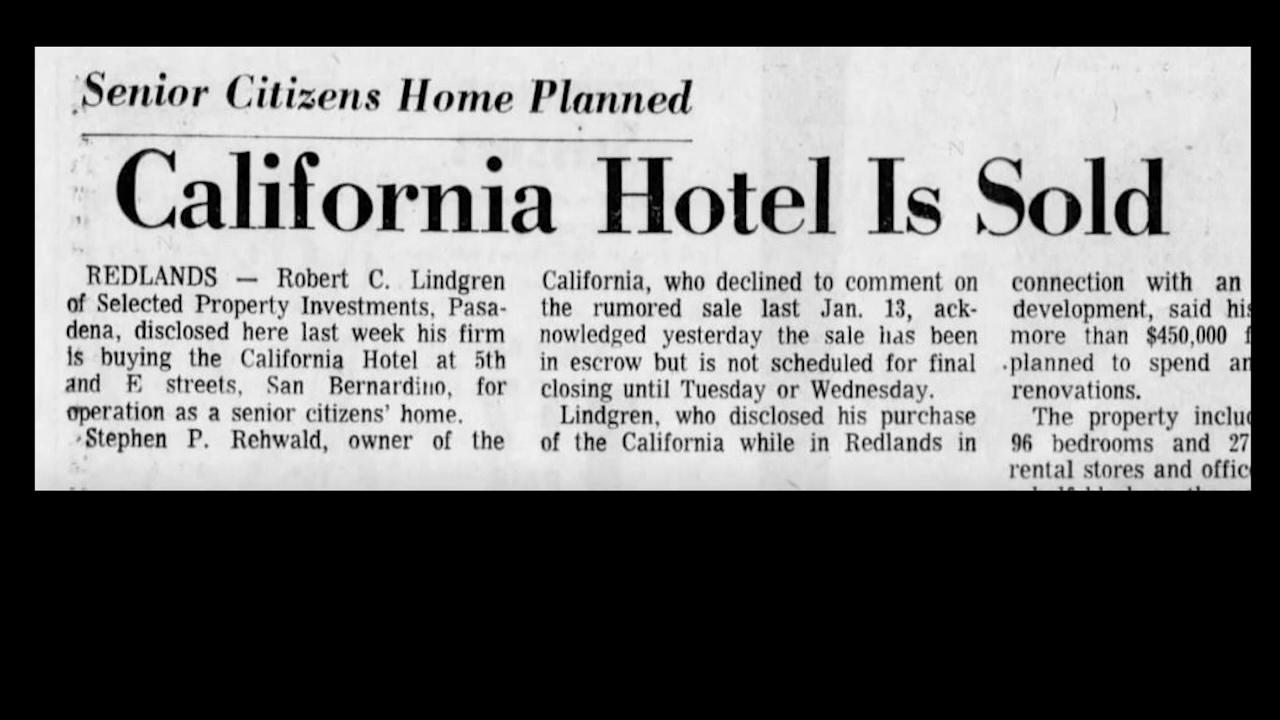 Senior Citizens Home Planned
California Hotel Is Sold
REDLANDS — Robert C. Lindgren
of Selected Property Investments, Pasa-
dena, disclosed here last week his firm
is buying the California Hotel at 5th
and E streets, San Bernardino, for
operation as a senior citizens' home.
Stephen P. Rehwald, owner of the
California, who declined to comment on
the rumored sale last Jan. 13, ack-
nowledged yesterday the sale has been
in escrow but is not scheduled for final
closing until Tuesday or Wednesday.
Lindgren, who disclosed his purchase
of the California while in Redlands in
connection with an
development, said his
more than $450,000
planned to spend
renovations.
The property
96 bedrooms and 27
rental stores and